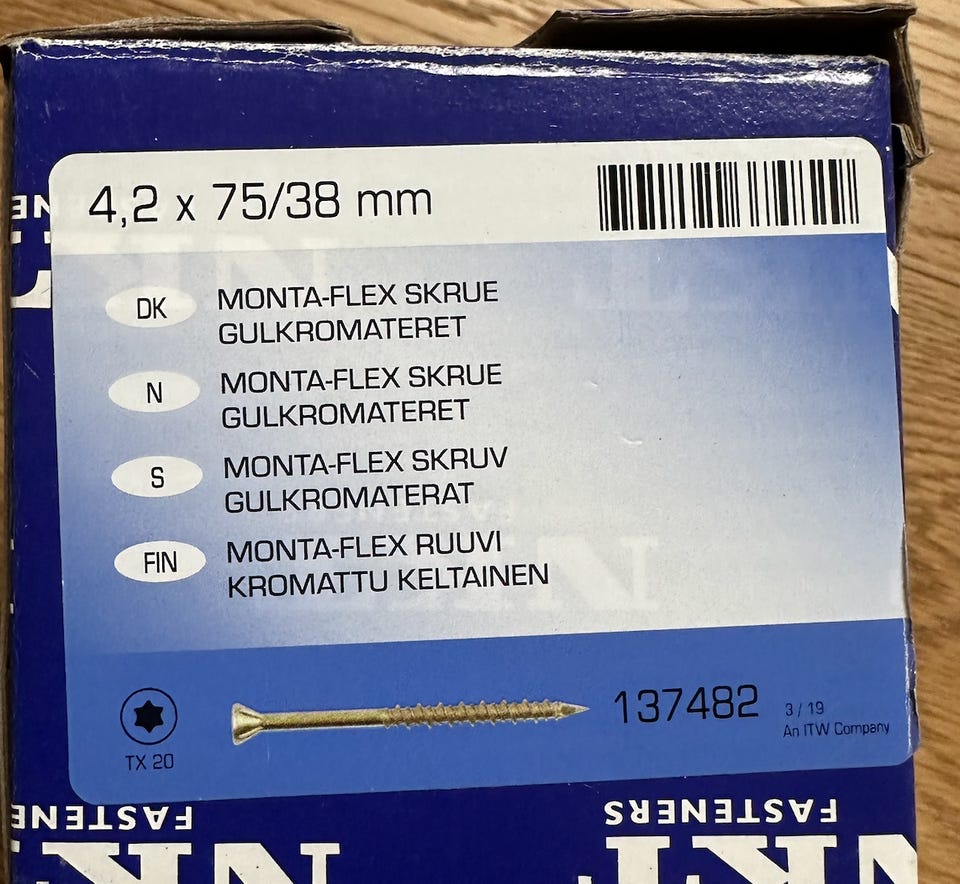 4,2 x 75/38 mm
DK
MONTA-FLEX SKRUE
GULKROMATERET
N
MONTA-FLEX SKRUE
GULKROMATERET
S
MONTA-FLEX SKRUV
GULKROMATERAT
FIN
MONTA-FLEX RUUVI
KROMATTU KELTAINEN
TX 20
137482
3 / 19
An ITW Company
FASTENERS
NKT